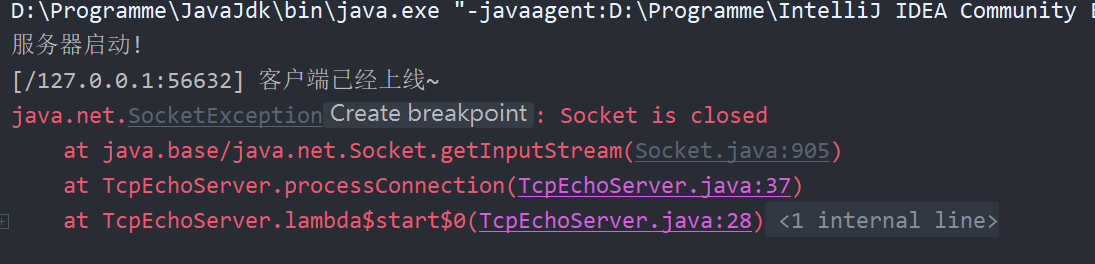 D:\Programme\JavaJdk\bin\java.exe "-javaagent:D:\Programme\IntelliJ IDEA Community
服务器启动!
[/127.0.0.1:56632] 客户端已经上线~
java.net.SocketException Create breakpoint : Socket is closed
at java.base/java.net.Socket.getInputStream(Socket.java:905)
at TcpEchoServer.processConnection(TcpEchoServer.java:37)
at TcpEchoServer.lambda$start$0(TcpEchoServer.java:28) <1 internal line>